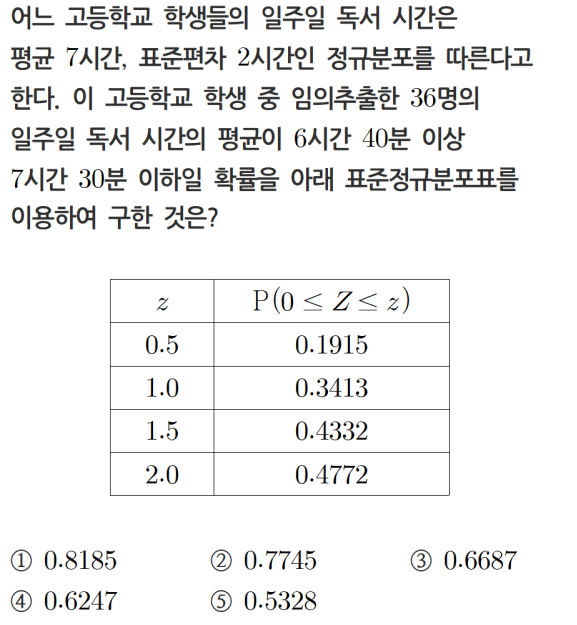 어느 고등학교 학생들의 일주일 독서 시간은
평균 7시간, 표준편차 2시간인 정규분포를 따른다고
한다. 이 고등학교 학생 중 임의추출한 36명의
일주일 독서 시간의 평균이 6시간 40분 이상
7시간 30분 이하일 확률을 아래 표준정규분포표를
이용하여 구한 것은?
z P(0 ≤ Z ≤ z)
0.5 0.1915
1.0 0.3413
1.5 0.4332
2.0 0.4772
① 0.8185 ② 0.7745 ③ 0.6687
④ 0.6247 ⑤ 0.5328